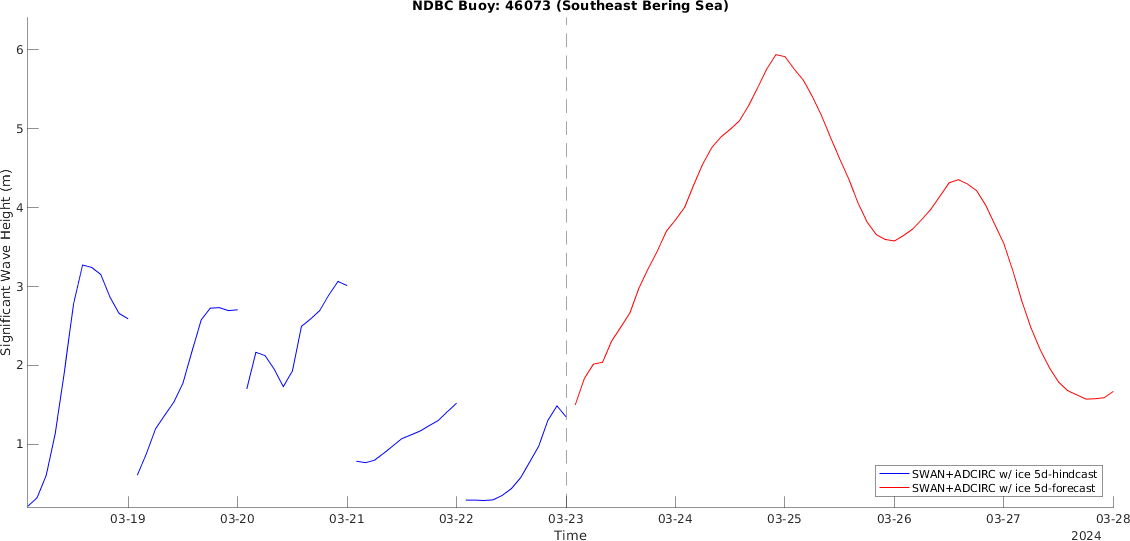 NDBC Buoy: 46073 (Southeast Bering Sea)
Significant Wave Height (m)
6
5
4
3
2
1
SWAN+ADCIRC w/ ice 5d-hindcast
SWAN+ADCIRC w/ ice 5d-forecast
03-19 03-20 03-21 03-22 03-23 03-24 03-25 03-26 03-27 03-28
Time
2024